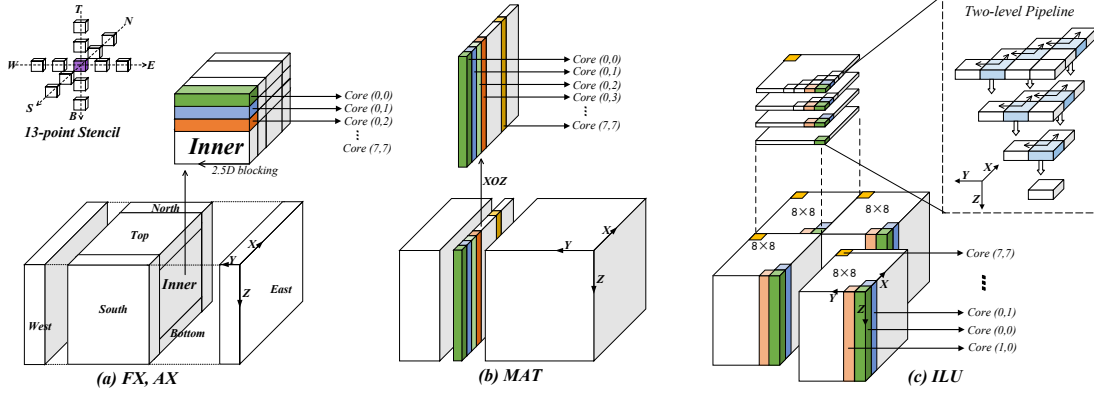 T
N
W
E
S
B
13-point Stencil
Core (0,0)
Core (0,1)
Core (0,2)
⋮
Core (7,7)
Inner
2.5D blocking
North
Top
X
Y
Z
Inner
East
West
South
Bottom
(a) FX, AX
Core (0,0)
Core (0,1)
Core (0,2)
Core (0,3)
⋮
Core (7,7)
XOZ
X
Y
Z
(b) MAT
Two-level Pipeline
X
Y
Z
8×8
8×8
8×8
8×8
Core (7,7)
⋮
X
Y
Z
Core (0,1)
Core (0,0)
Core (1,0)
(c) ILU